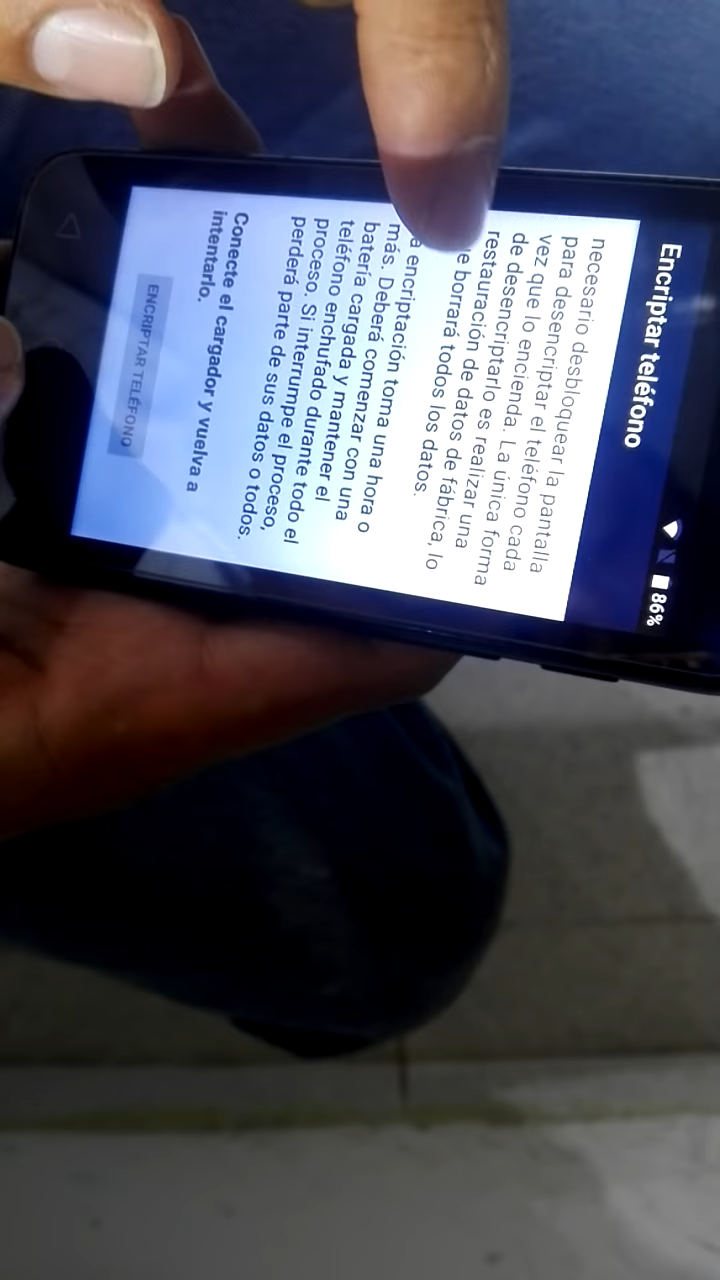 86%
Encriptar teléfono
necesario desbloquear la pantalla
para desencriptar el teléfono cada
vez que lo encienda. La única forma
de desencriptarlo es realizar una
restauración de datos de fábrica, lo
e borrará todos los datos.
a encriptación toma una hora o
más. Deberá comenzar con una
batería cargada y mantener el
teléfono enchufado durante todo el
proceso. Si interrumpe el proceso,
perderá parte de sus datos o todos.
Conecte el cargador y vuelva a
intentarlo.
ENCRIPTAR TELÉFONO